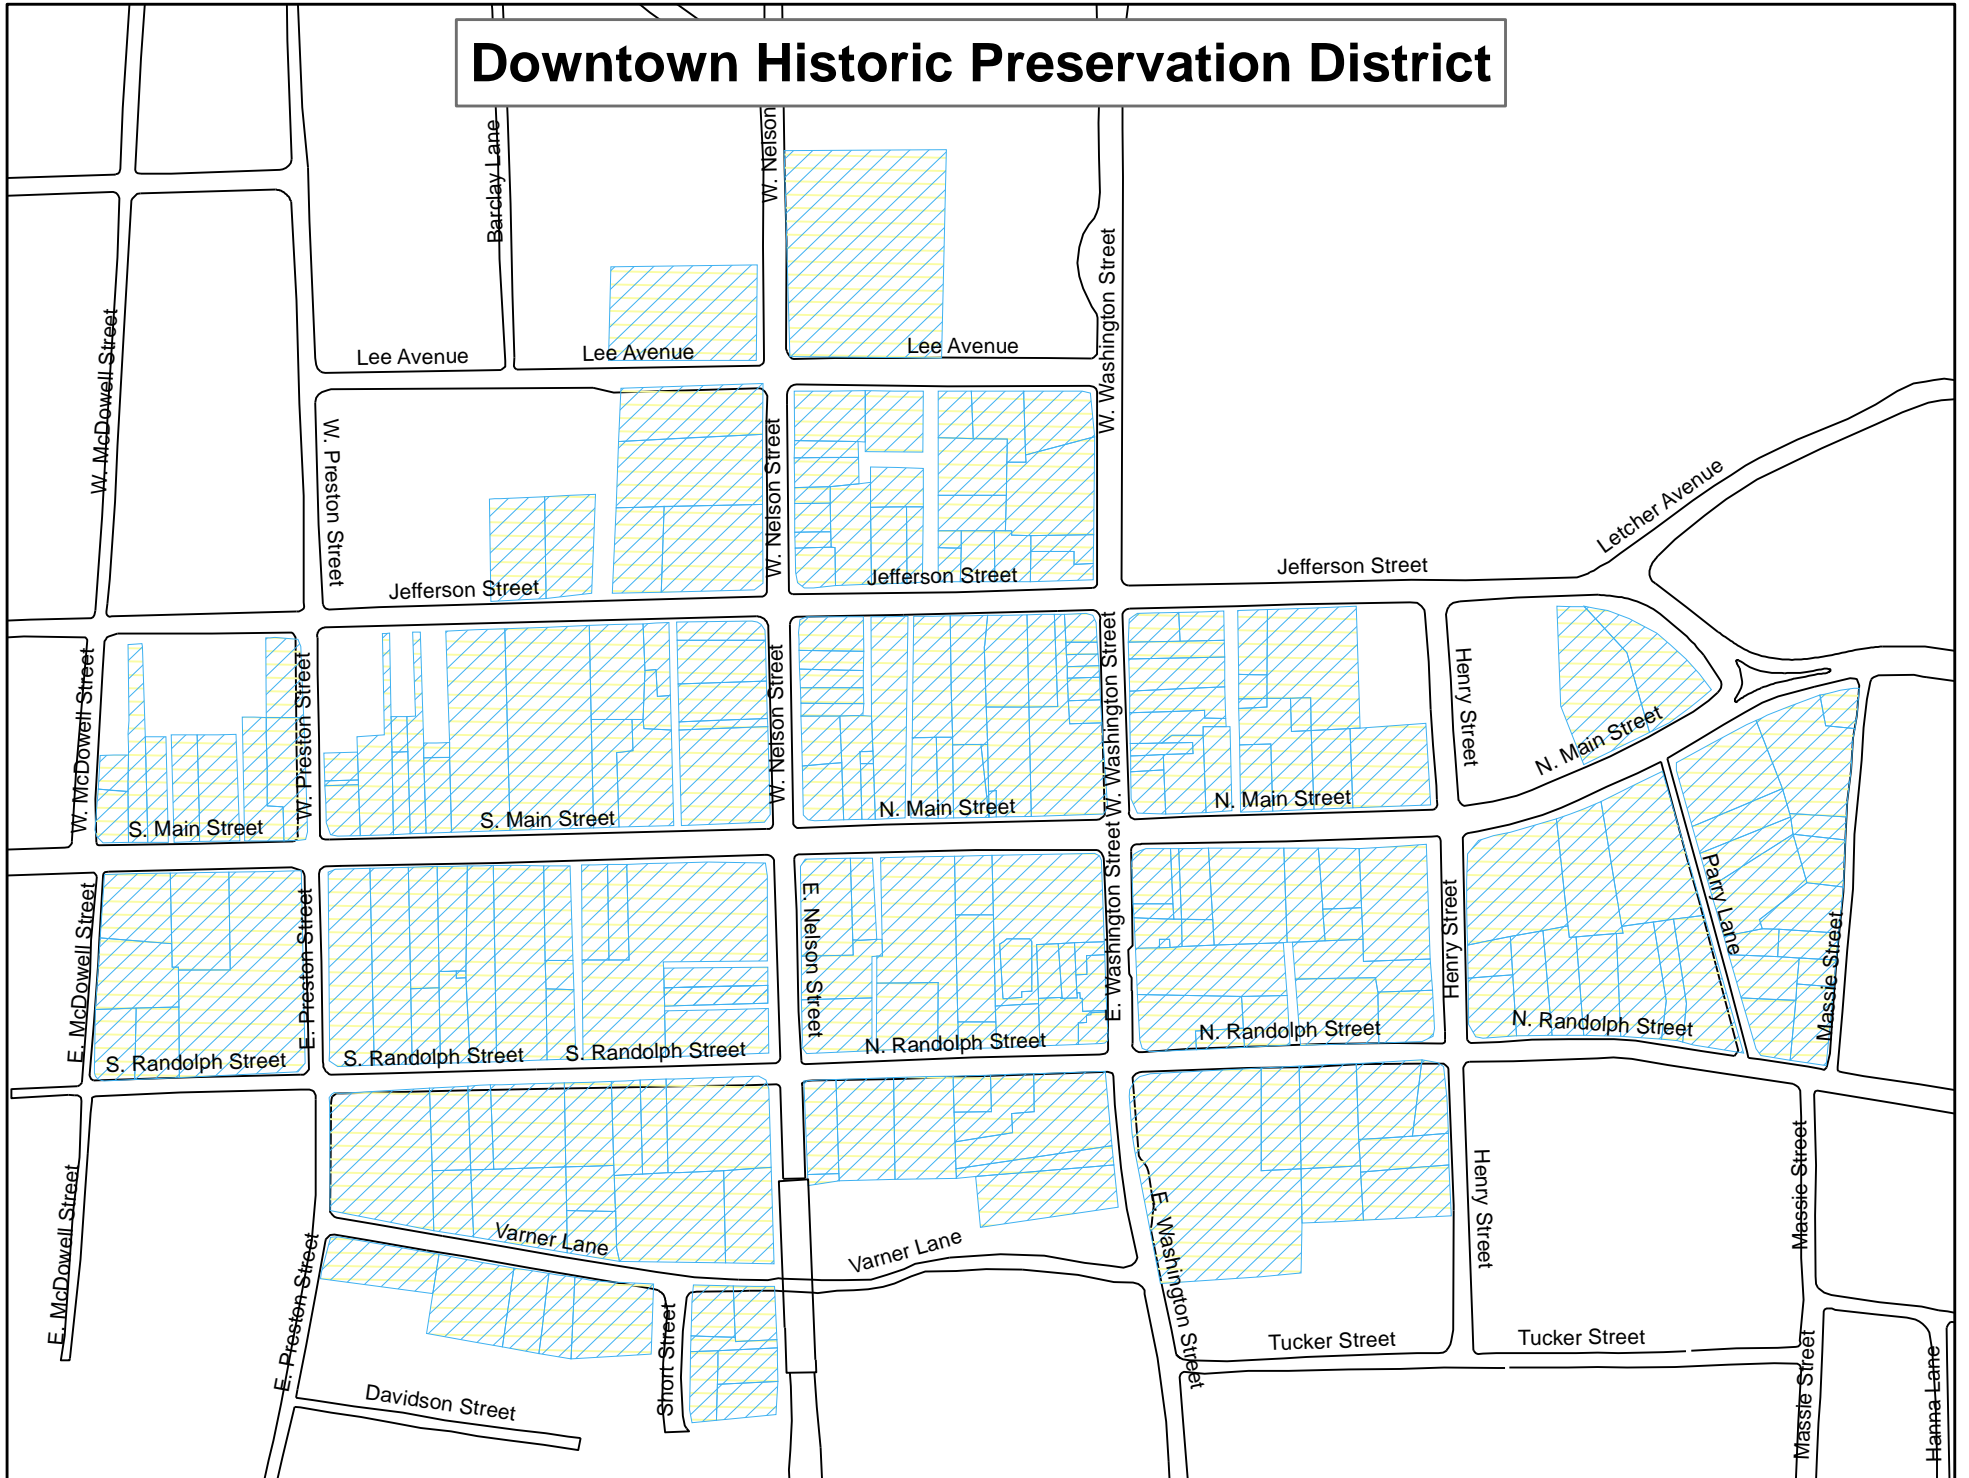 Downtown Historic Preservation District
Barclay Lane
W. Nelson
W. Washington Street
W. McDowell Street
Lee Avenue
Lee Avenue
Lee Avenue
W. Preston Street
W. Nelson Street
Letcher Avenue
Jefferson Street
Jefferson Street
Jefferson Street
W. McDowell Street
W. Preston Street
W. Nelson Street
W. Washington Street
Henry Street
N. Main Street
S. Main Street
S. Main Street
N. Main Street
N. Main Street
E. McDowell Street
E. Preston Street
E. Nelson Street
E. Washington Street
Henry Street
Parry Lane
Massie Street
S. Randolph Street
S. Randolph Street
S. Randolph Street
N. Randolph Street
N. Randolph Street
N. Randolph Street
E. McDowell Street
E. Preston Street
Varner Lane
Varner Lane
E. Washington Street
Henry Street
Massie Street
Short Street
Tucker Street
Tucker Street
Massie Street
Hanna Lane
Davidson Street